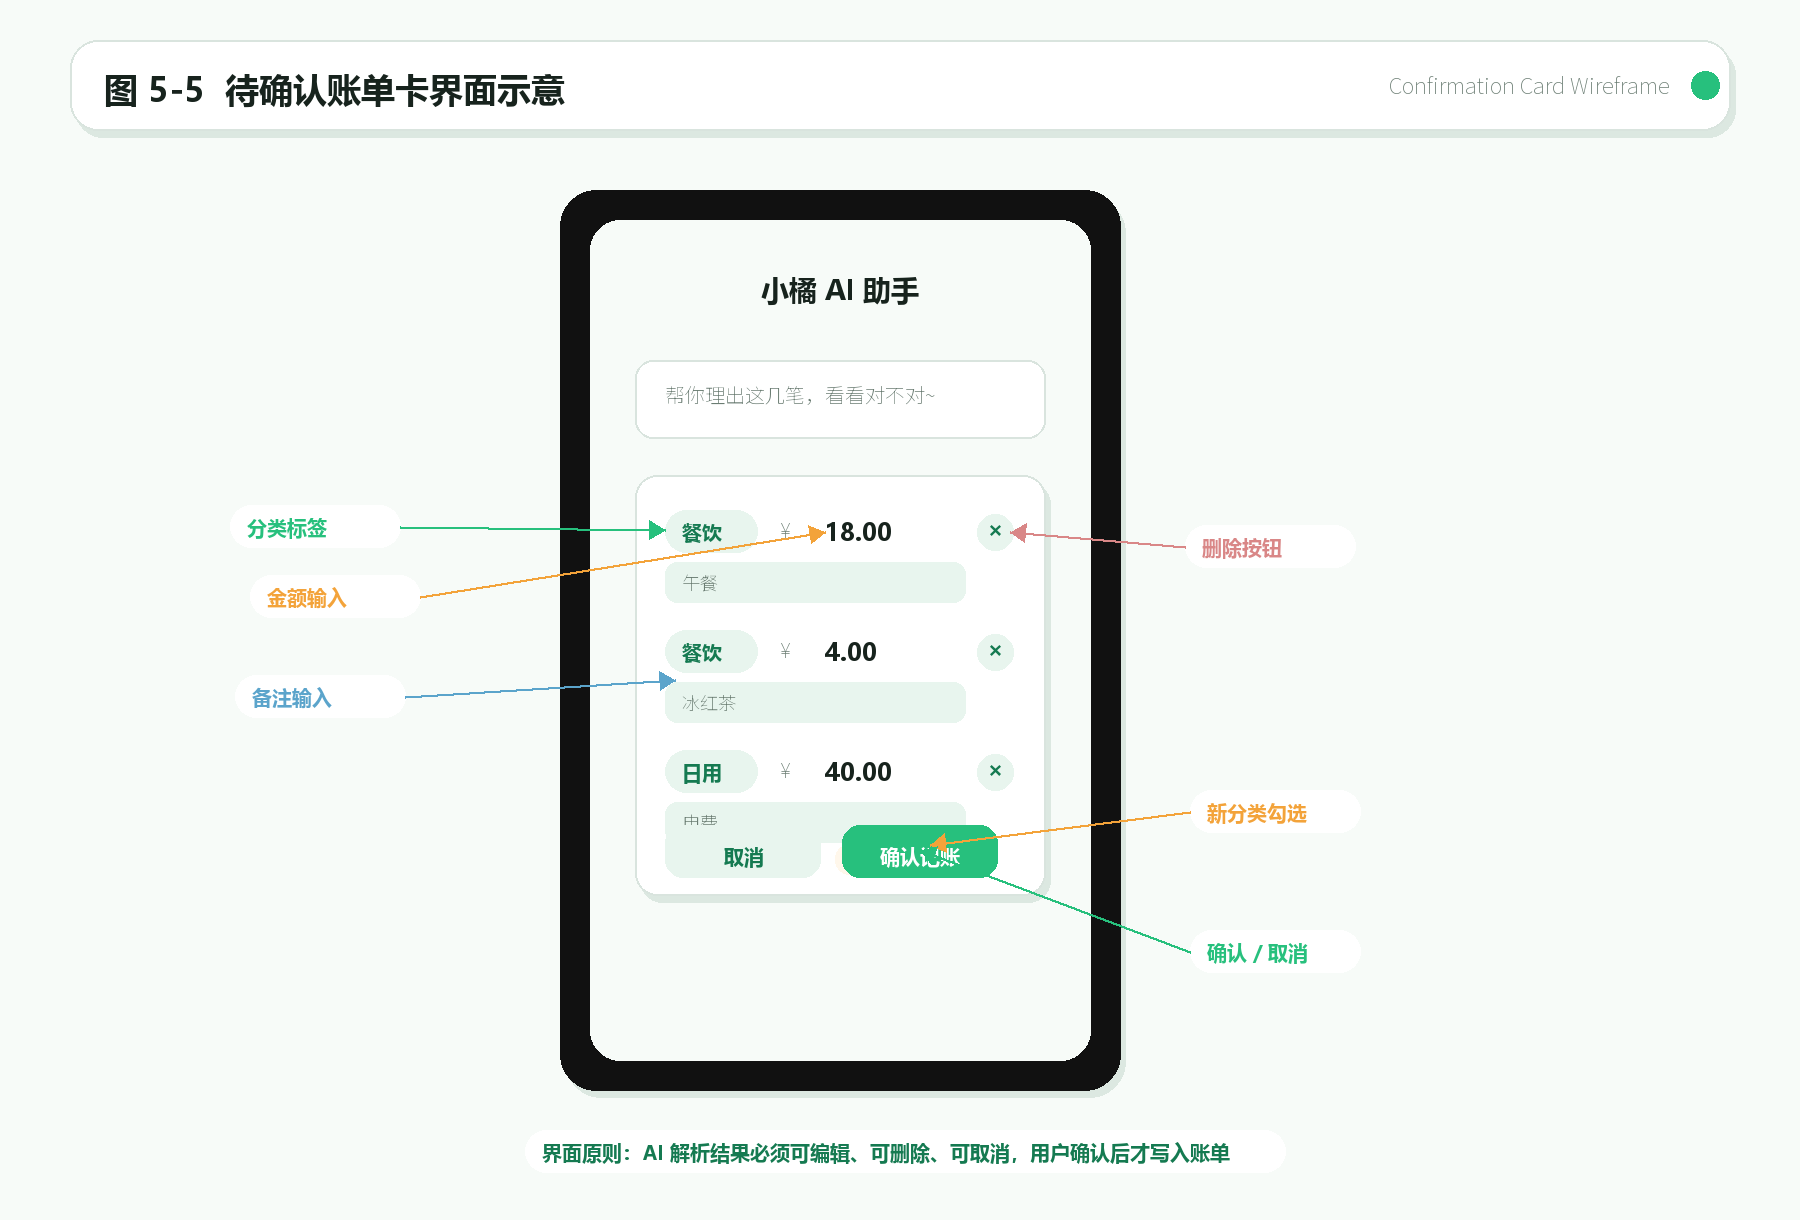 图 5-5 待确认账单卡界面示意
Confirmation Card Wireframe
小橘 AI 助手
帮你理出这几笔，看看对不对~
分类标签
餐饮 ¥ 18.00 ×
删除按钮
金额输入
午餐
餐饮 ¥ 4.00 ×
备注输入
冰红茶
日用 ¥ 40.00 ×
新分类勾选
取消
确认记账
确认 / 取消
界面原则：AI 解析结果必须可编辑、可删除、可取消，用户确认后才写入账单